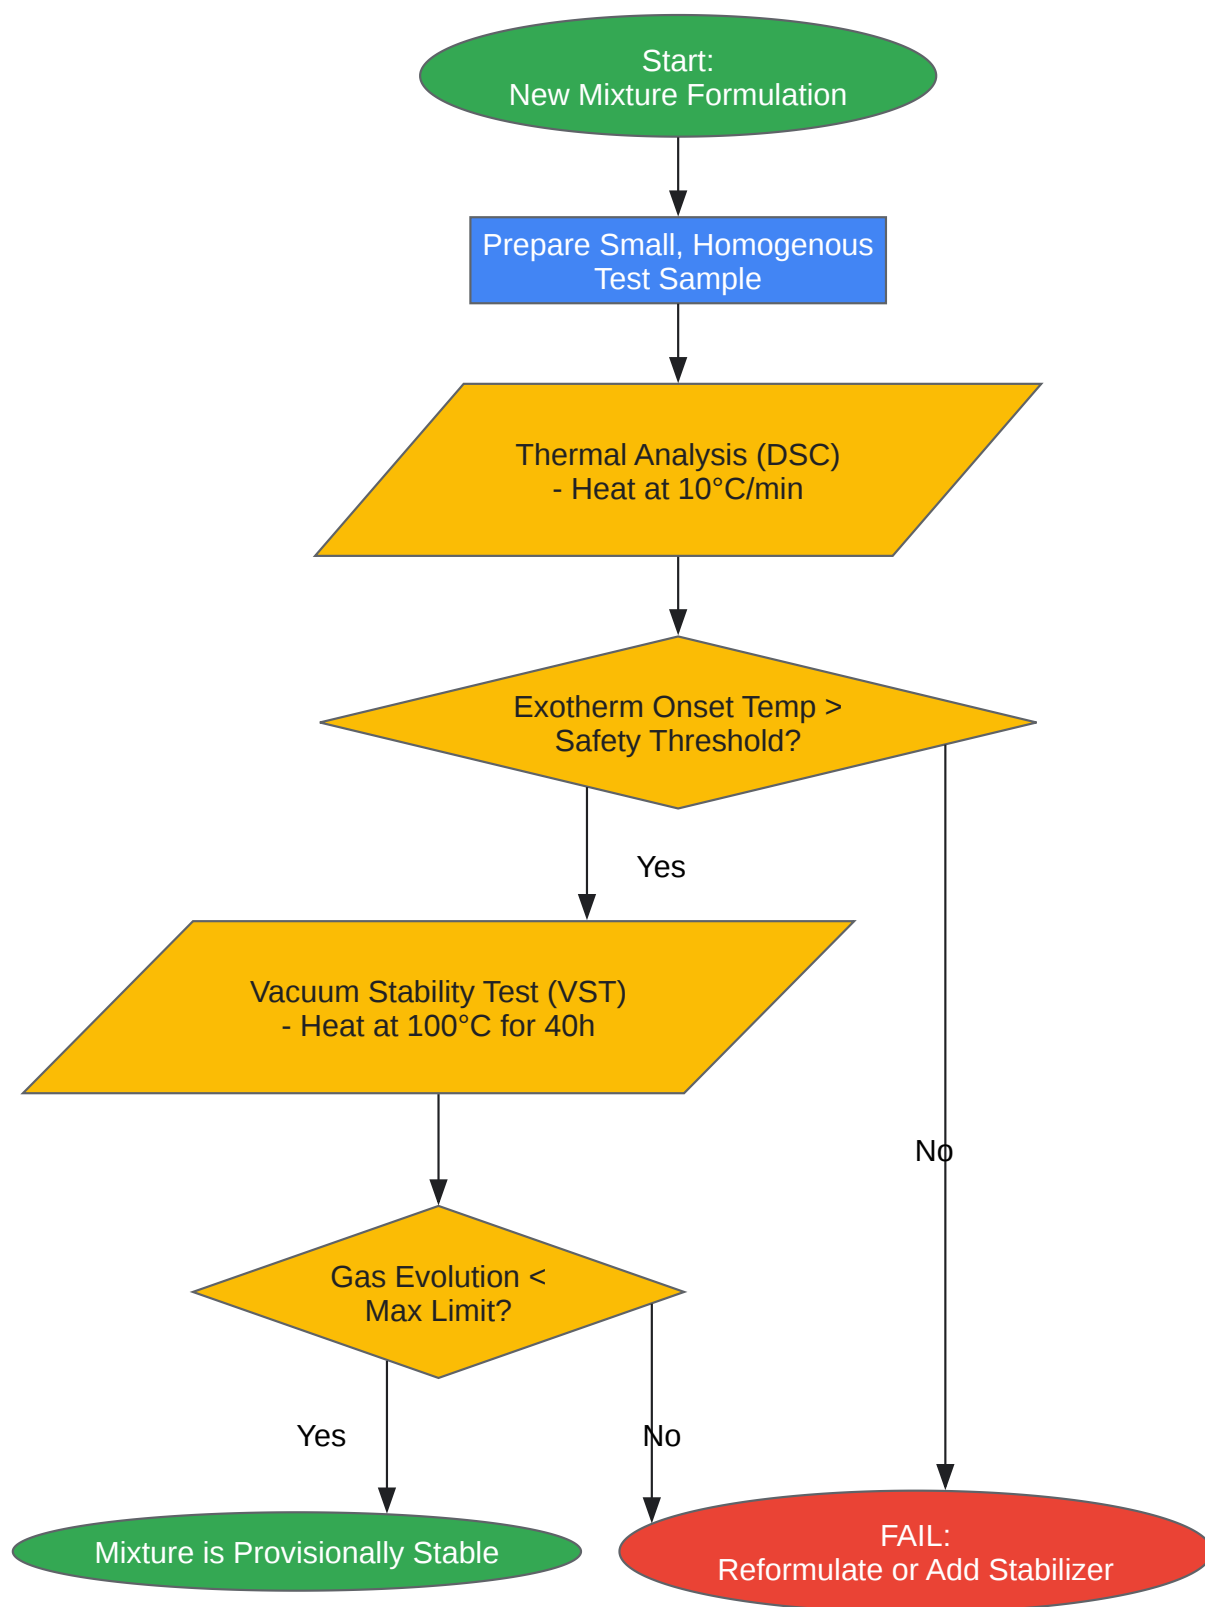 Start:
New Mixture Formulation
Prepare Small, Homogenous
Test Sample
Thermal Analysis (DSC)
- Heat at 10°C/min
Exotherm Onset Temp >
Safety Threshold?
Yes
Vacuum Stability Test (VST)
- Heat at 100°C for 40h
No
Gas Evolution <
Max Limit?
Yes
No
Mixture is Provisionally Stable
FAIL:
Reformulate or Add Stabilizer